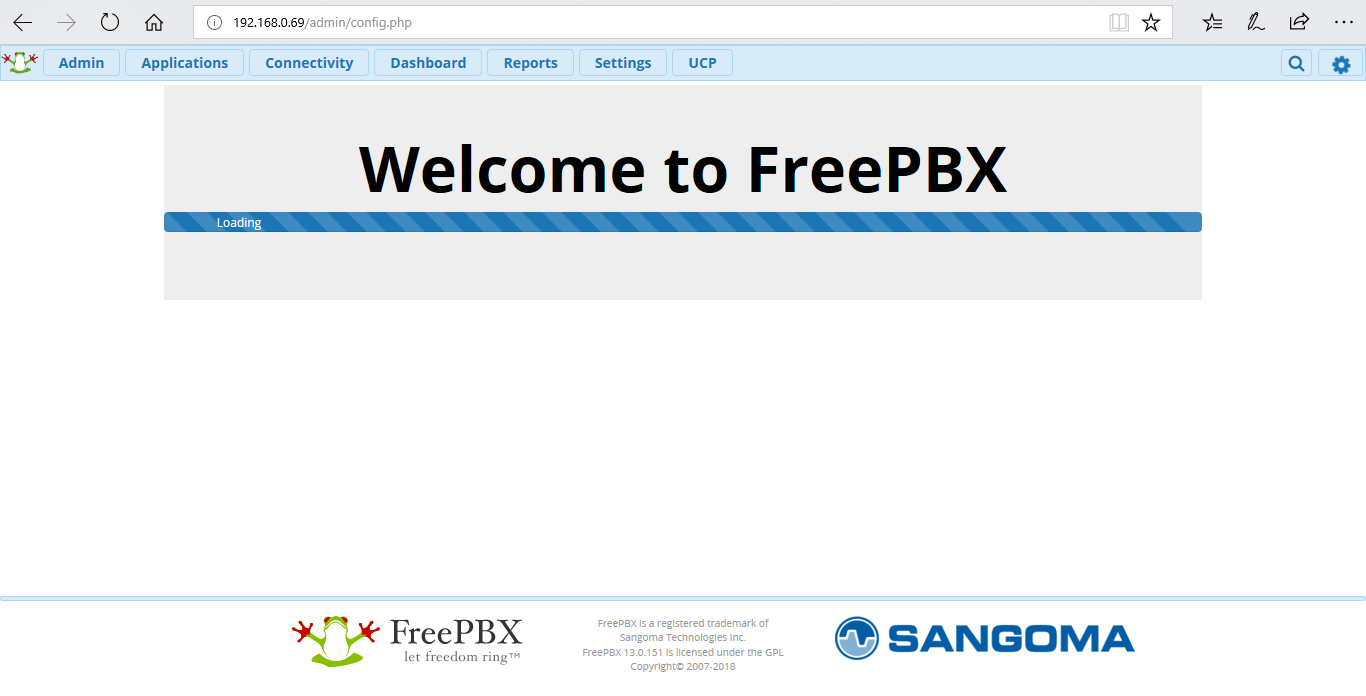 192.168.0.69/admin/config.php
Admin Applications Connectivity Dashboard Reports Settings UCP
Welcome to FreePBX
Loading
FreePBX
let freedom ring™
FreePBX is a registered trademark of
Sangoma Technologies Inc.
FreePBX 13.0.151 is licensed under the GPL
Copyright© 2007-2018
SANGOMA